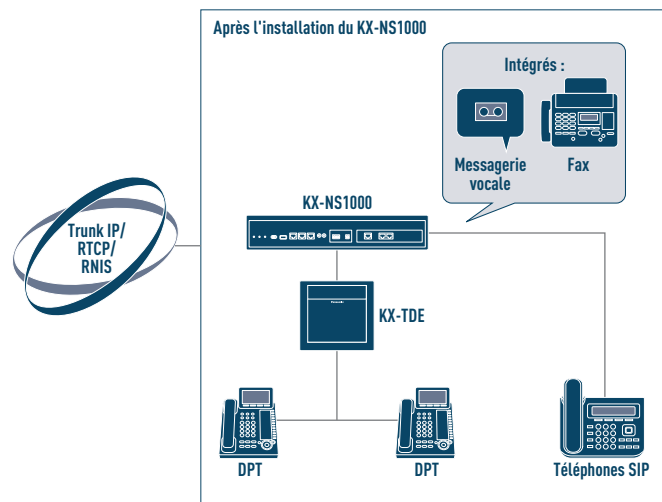 Après l'installation du KX-NS1000
Intégrés :
Messagerie
vocale
Fax
KX-NS1000
Trunk IP/
RTCP/
RNIS
KX-TDE
DPT
DPT
Téléphones SIP